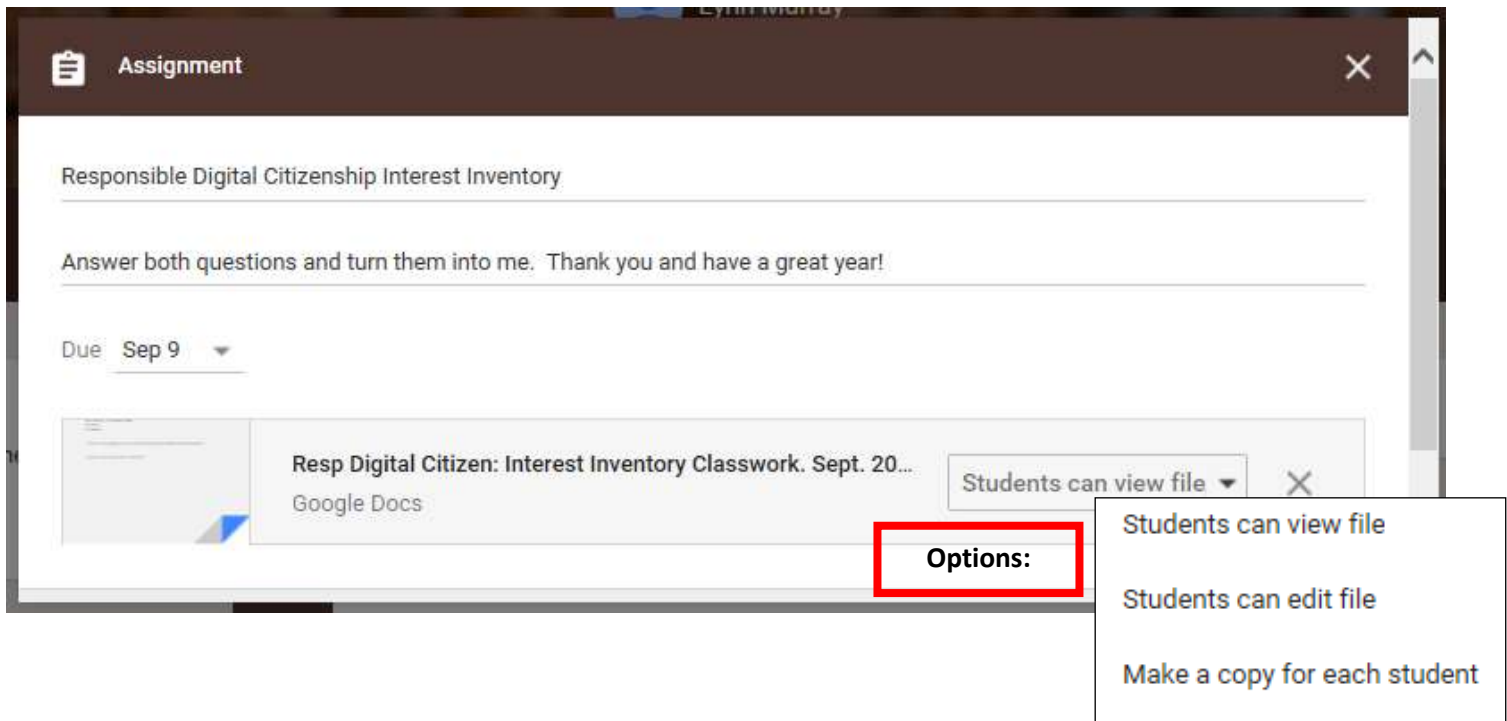 Lynn Murray
Assignment
Responsible Digital Citizenship Interest Inventory
Answer both questions and turn them into me.  Thank you and have a great year!
Due Sep 9
Resp Digital Citizen: Interest Inventory Classwork. Sept. 20...
Google Docs
Students can view file
Options:
Students can view file
Students can edit file
Make a copy for each student